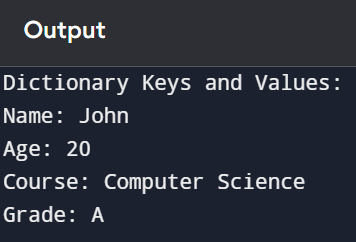 Output
Dictionary Keys and Values:
Name: John
Age: 20
Course: Computer Science
Grade: A